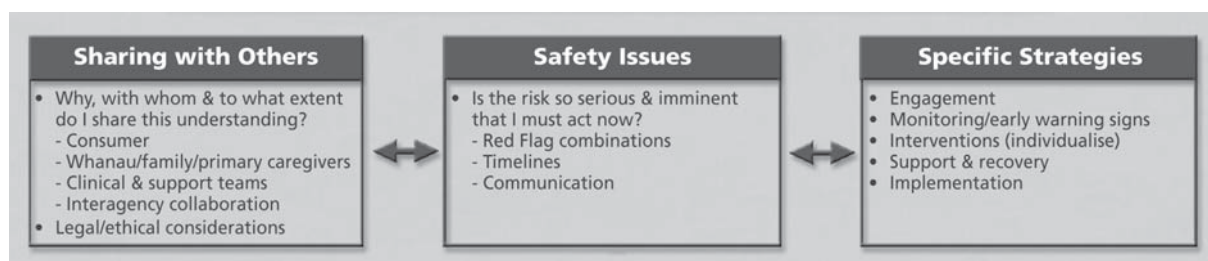 Sharing with Others
• Why, with whom & to what extent
do I share this understanding?
- Consumer
- Whanau/family/primary caregivers
- Clinical & support teams
- Interagency collaboration
• Legal/ethical considerations
Safety Issues
• Is the risk so serious & imminent
that I must act now?
- Red Flag combinations
- Timelines
- Communication
Specific Strategies
• Engagement
• Monitoring/early warning signs
• Interventions (individualise)
• Support & recovery
• Implementation